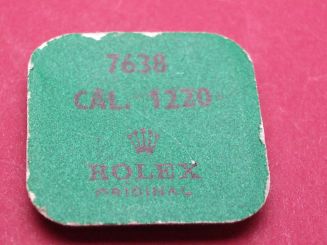 7638
CAL. 1220
ROLEX
ORIGINAL